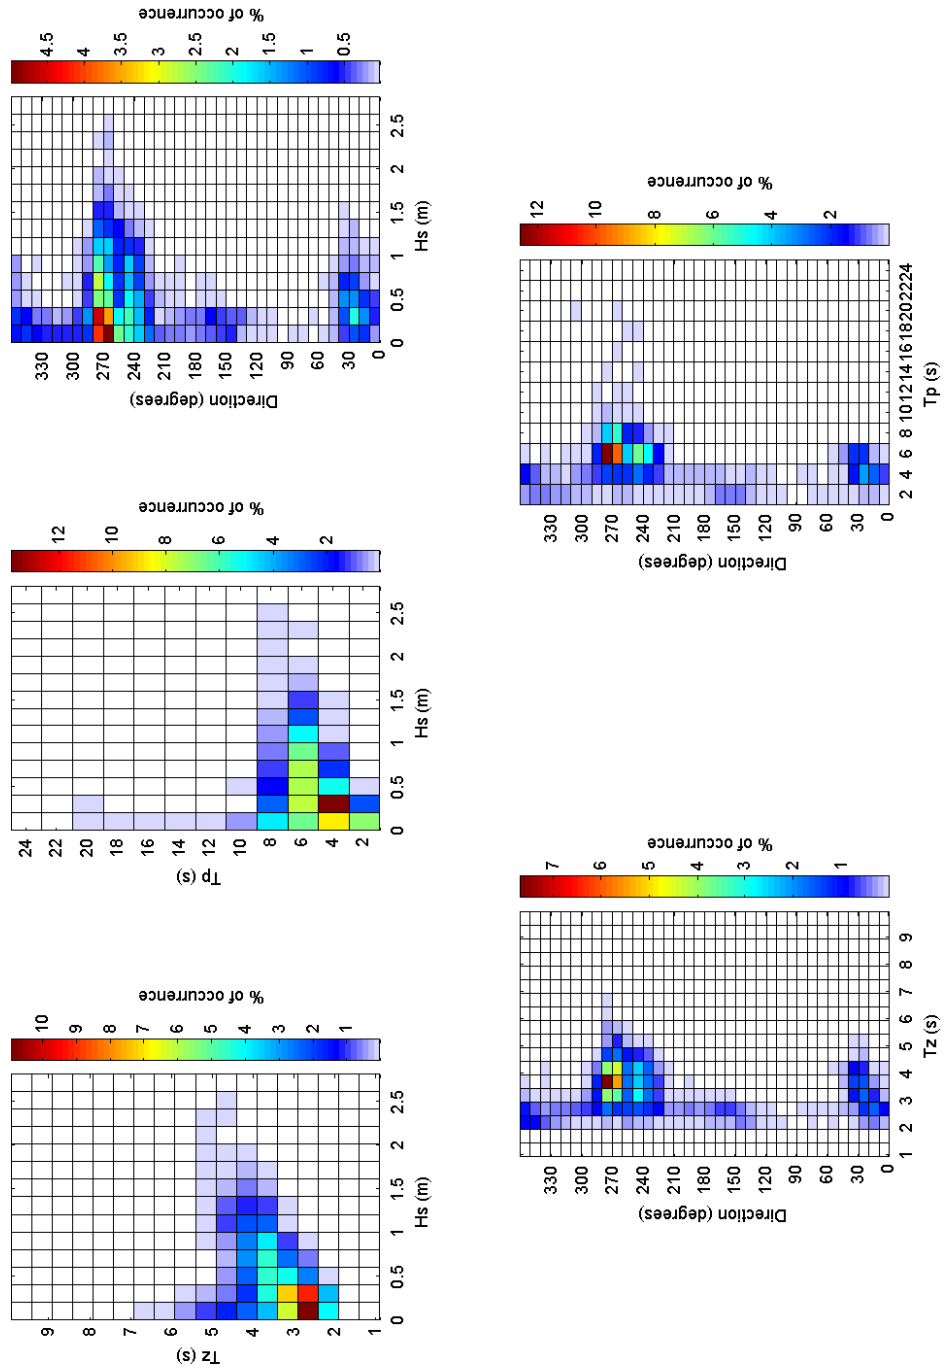 Tz (s)
9 8 7 6 5 4 3 2 1
0 0.5 1 1.5 2 2.5
Hs (m)
10 9 8 7 6 5 4 3 2 1
% of occurrence
Tp (s)
24 22 20 18 16 14 12 10 8 6 4 2
0 0.5 1 1.5 2 2.5
Hs (m)
12 10 8 6 4 2
% of occurrence
Direction (degrees)
330 300 270 240 210 180 150 120 90 60 30 0
0 0.5 1 1.5 2 2.5
Hs (m)
4.5 4 3.5 3 2.5 2 1.5 1 0.5
% of occurrence
Direction (degrees)
330 300 270 240 210 180 150 120 90 60 30 0
1 2 3 4 5 6 7 8 9
Tz (s)
7 6 5 4 3 2 1
% of occurrence
Direction (degrees)
330 300 270 240 210 180 150 120 90 60 30 0
2 4 6 8 10 12 14 16 18 20 22 24
Tp (s)
12 10 8 6 4 2
% of occurrence